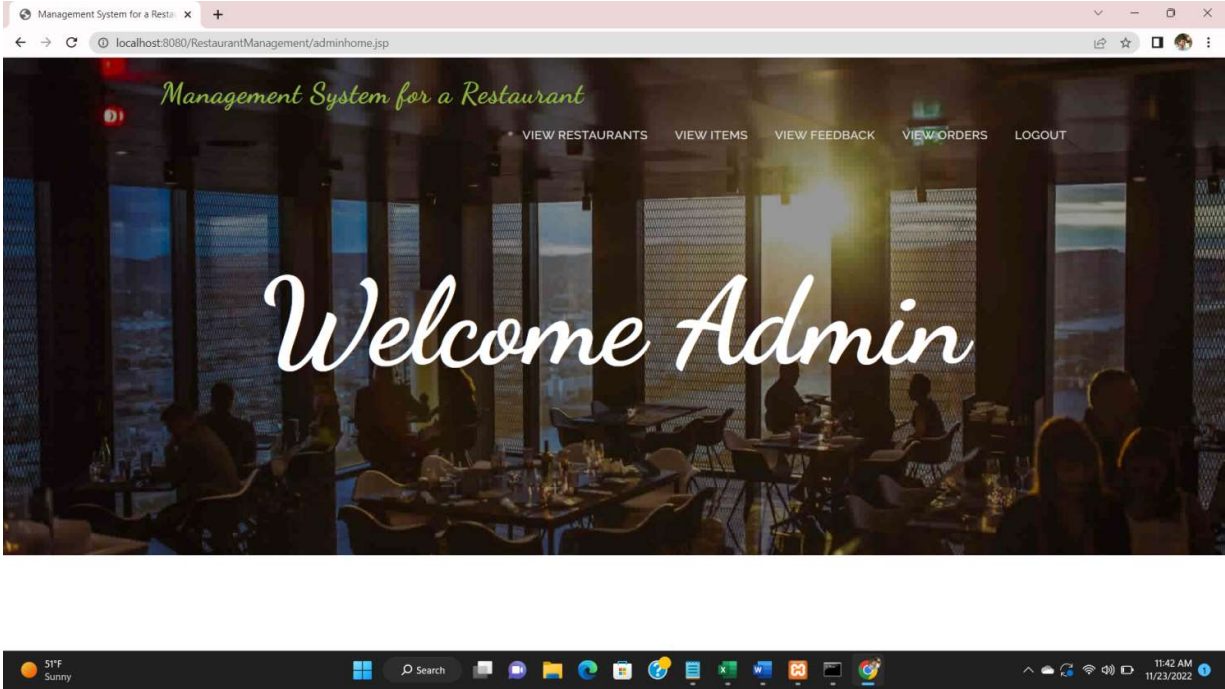 Management System for a Resta
localhost:8080/RestaurantManagement/adminhome.jsp
Management System for a Restaurant
VIEW RESTAURANTS VIEW ITEMS VIEW FEEDBACK VIEW ORDERS LOGOUT
Welcome Admin
51°F
Sunny
Search
11:42 AM
11/23/2022
1